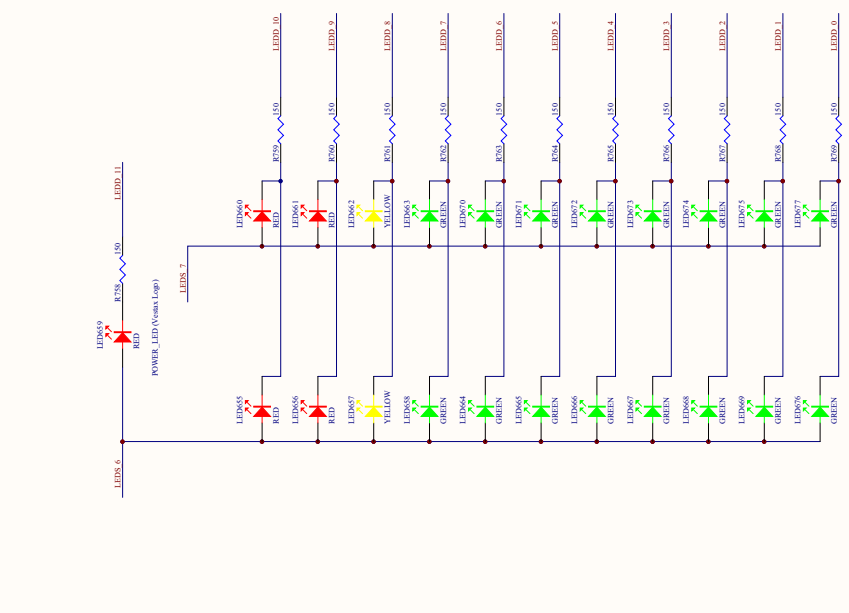 LEDD 10
LEDD 9
LEDD 8
LEDD 7
LEDD 6
LEDD 5
LEDD 4
LEDD 3
LEDD 2
LEDD 1
LEDD 0
150
150
150
150
150
150
150
150
150
150
150
R759
R760
R761
R762
R763
R764
R765
R766
R767
R768
R769
LEDD 11
LED660
RED
LED661
RED
LED662
YELLOW
LED663
GREEN
LED670
GREEN
LED671
GREEN
LED672
GREEN
LED673
GREEN
LED674
GREEN
LED675
GREEN
LED677
GREEN
150
R758
LEDS 7
LED659
RED
POWER_LED (Vestax Logo)
LED655
RED
LED656
RED
LED657
YELLOW
LED658
GREEN
LED664
GREEN
LED665
GREEN
LED666
GREEN
LED667
GREEN
LED668
GREEN
LED669
GREEN
LED676
GREEN
LEDS 6